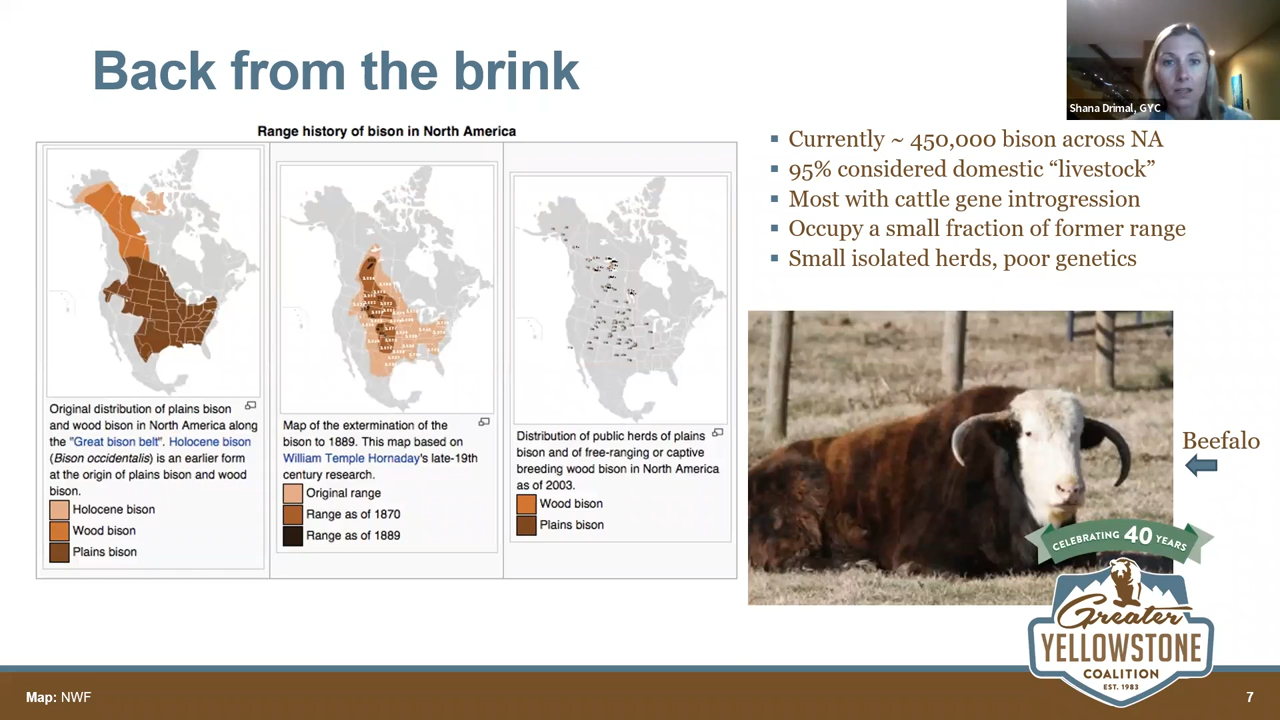 Back from the brink
Shana Drimal, GYC
Range history of bison in North America
Original distribution of plains bison
and wood bison in North America along
the "Great bison belt". Holocene bison
(Bison occidentalis) is an earlier form
at the origin of plains bison and wood
bison.
Holocene bison
Wood bison
Plains bison
Map of the extermination of the
bison to 1889. This map based on
William Temple Hornaday's late-19th
century research.
Original range
Range as of 1870
Range as of 1889
Distribution of public herds of plains
bison and of free-ranging or captive
breeding wood bison in North America
as of 2003.
Wood bison
Plains bison
▪ Currently ~ 450,000 bison across NA
▪ 95% considered domestic “livestock”
▪ Most with cattle gene introgression
▪ Occupy a small fraction of former range
▪ Small isolated herds, poor genetics
Beefalo
CELEBRATING 40 YEARS
Greater
YELLOWSTONE
COALITION
EST. 1983
Map: NWF
7